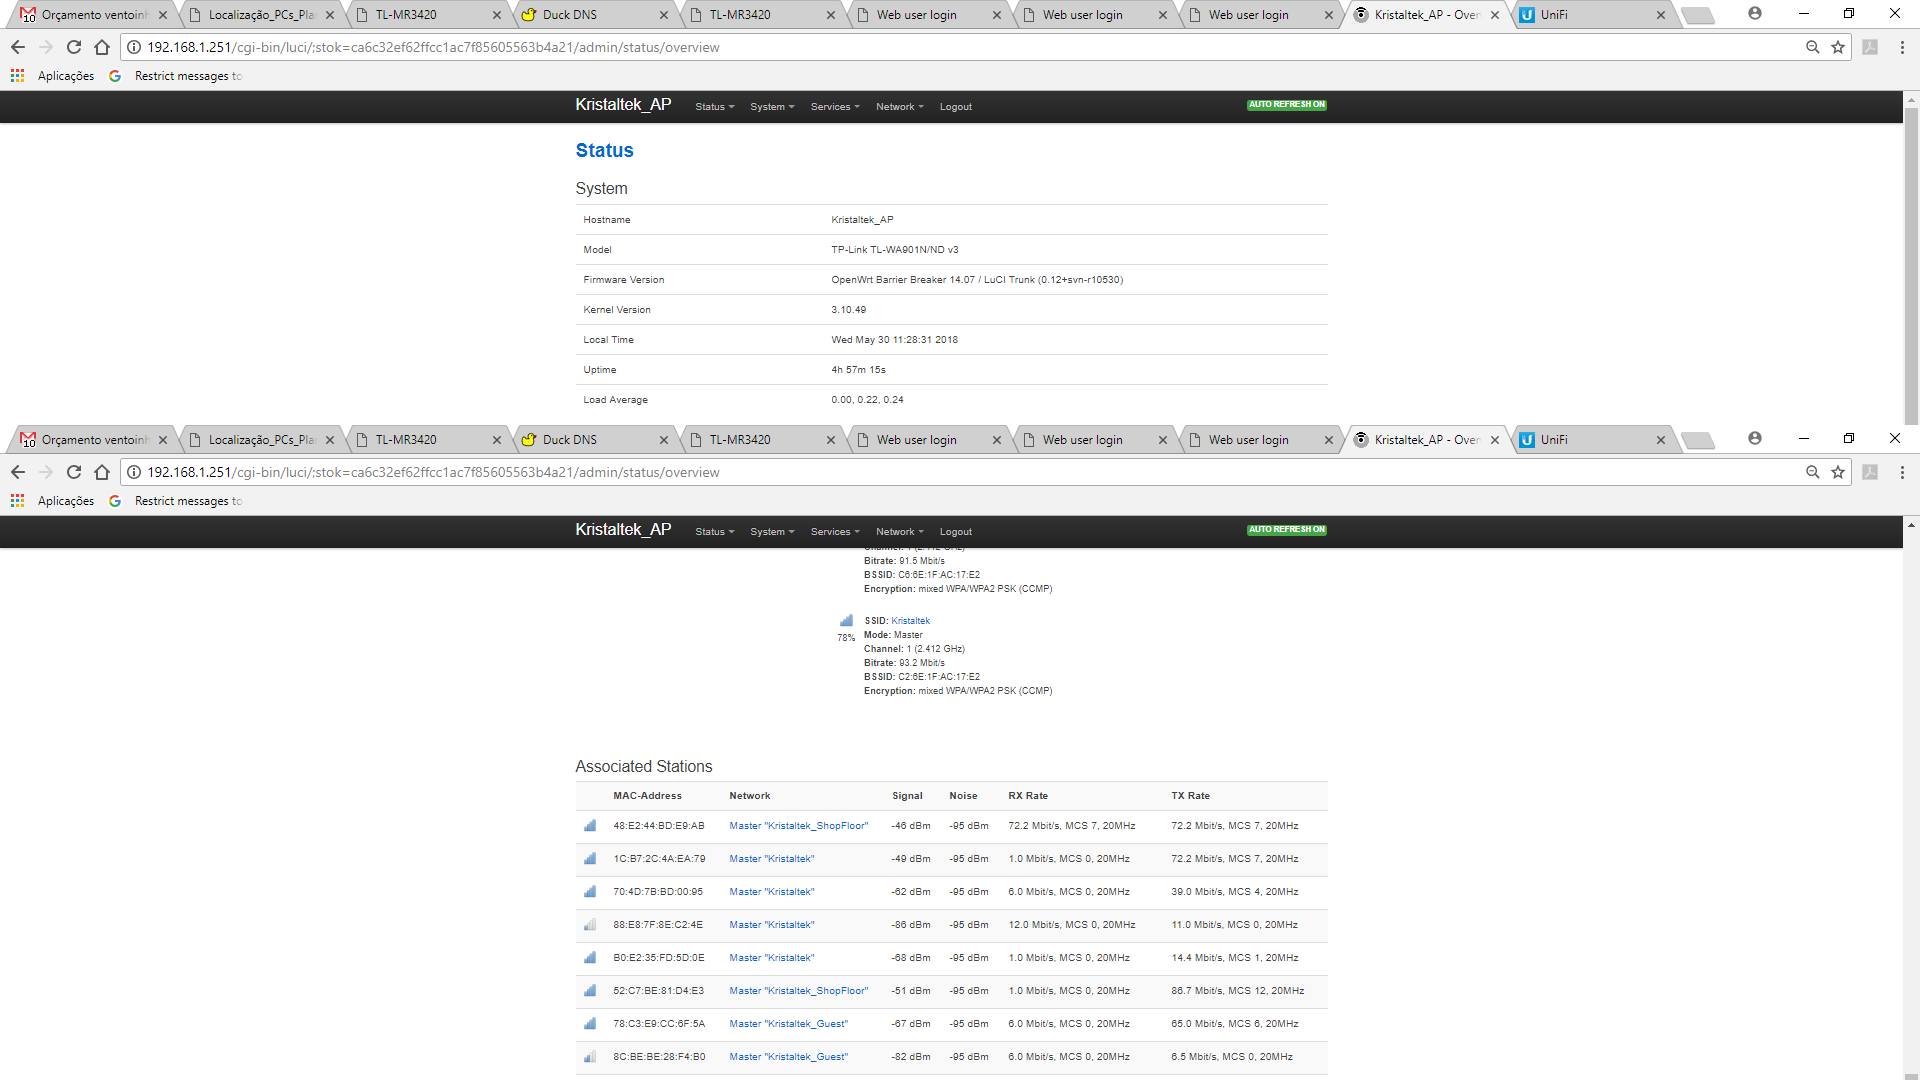 10 Orçamento ventoinh Localização_PCs_Pla TL-MR3420 Duck DNS TL-MR3420 Web user login Web user login Web user login Kristaltek_AP - Over UniFi
192.168.1.251/cgi-bin/luci/;stok=ca6c32ef62ffcc1ac7f85605563b4a21/admin/status/overview
Aplicações Restrict messages to
Kristaltek_AP Status System Services Network Logout AUTO REFRESH ON
Status
System
Hostname Kristaltek_AP
Model TP-Link TL-WA901N/ND v3
Firmware Version OpenWrt Barrier Breaker 14.07 / LuCI Trunk (0.12+svn-r10530)
Kernel Version 3.10.49
Local Time Wed May 30 11:28:31 2018
Uptime 4h 57m 15s
Load Average 0.00, 0.22, 0.24
10 Orçamento ventoinh Localização_PCs_Pla TL-MR3420 Duck DNS TL-MR3420 Web user login Web user login Web user login Kristaltek_AP - Over UniFi
192.168.1.251/cgi-bin/luci/;stok=ca6c32ef62ffcc1ac7f85605563b4a21/admin/status/overview
Aplicações Restrict messages to
Kristaltek_AP Status System Services Network Logout AUTO REFRESH ON
Bitrate: 91.5 Mbit/s
BSSID: C6:6E:1F:AC:17:E2
Encryption: mixed WPA/WPA2 PSK (CCMP)
SSID: Kristaltek
78% Mode: Master
Channel: 1 (2.412 GHz)
Bitrate: 93.2 Mbit/s
BSSID: C2:6E:1F:AC:17:E2
Encryption: mixed WPA/WPA2 PSK (CCMP)
Associated Stations
MAC-Address Network Signal Noise RX Rate TX Rate
48:E2:44:BD:E9:AB Master "Kristaltek_ShopFloor" -46 dBm -95 dBm 72.2 Mbit/s, MCS 7, 20MHz 72.2 Mbit/s, MCS 7, 20MHz
1C:B7:2C:4A:EA:79 Master "Kristaltek" -49 dBm -95 dBm 1.0 Mbit/s, MCS 0, 20MHz 72.2 Mbit/s, MCS 7, 20MHz
70:4D:7B:BD:00:95 Master "Kristaltek" -62 dBm -95 dBm 6.0 Mbit/s, MCS 0, 20MHz 39.0 Mbit/s, MCS 4, 20MHz
88:E8:7F:8E:C2:4E Master "Kristaltek" -86 dBm -95 dBm 12.0 Mbit/s, MCS 0, 20MHz 11.0 Mbit/s, MCS 0, 20MHz
B0:E2:35:FD:5D:0E Master "Kristaltek" -68 dBm -95 dBm 1.0 Mbit/s, MCS 0, 20MHz 14.4 Mbit/s, MCS 1, 20MHz
52:C7:BE:81:D4:E3 Master "Kristaltek_ShopFloor" -51 dBm -95 dBm 1.0 Mbit/s, MCS 0, 20MHz 86.7 Mbit/s, MCS 12, 20MHz
78:C3:E9:CC:6F:5A Master "Kristaltek_Guest" -67 dBm -95 dBm 6.0 Mbit/s, MCS 0, 20MHz 65.0 Mbit/s, MCS 6, 20MHz
8C:BE:BE:28:F4:B0 Master "Kristaltek_Guest" -82 dBm -95 dBm 6.0 Mbit/s, MCS 0, 20MHz 6.5 Mbit/s, MCS 0, 20MHz